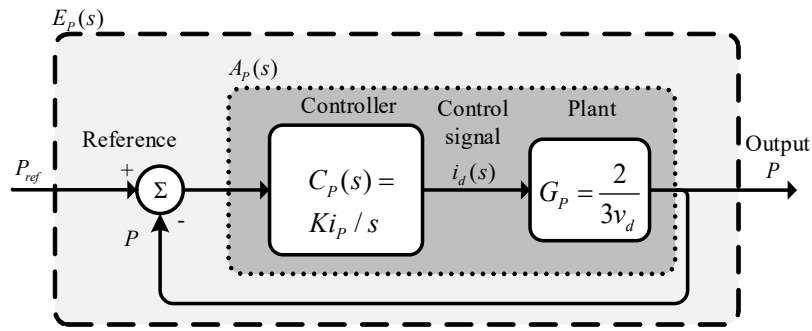 E_P(s)
A_P(s)
Controller
Control
signal
Plant
Reference
Output
P_ref
+
Σ
-
P
C_P(s) =
Ki_P / s
i_d(s)
G_P = 2 / 3v_d
P